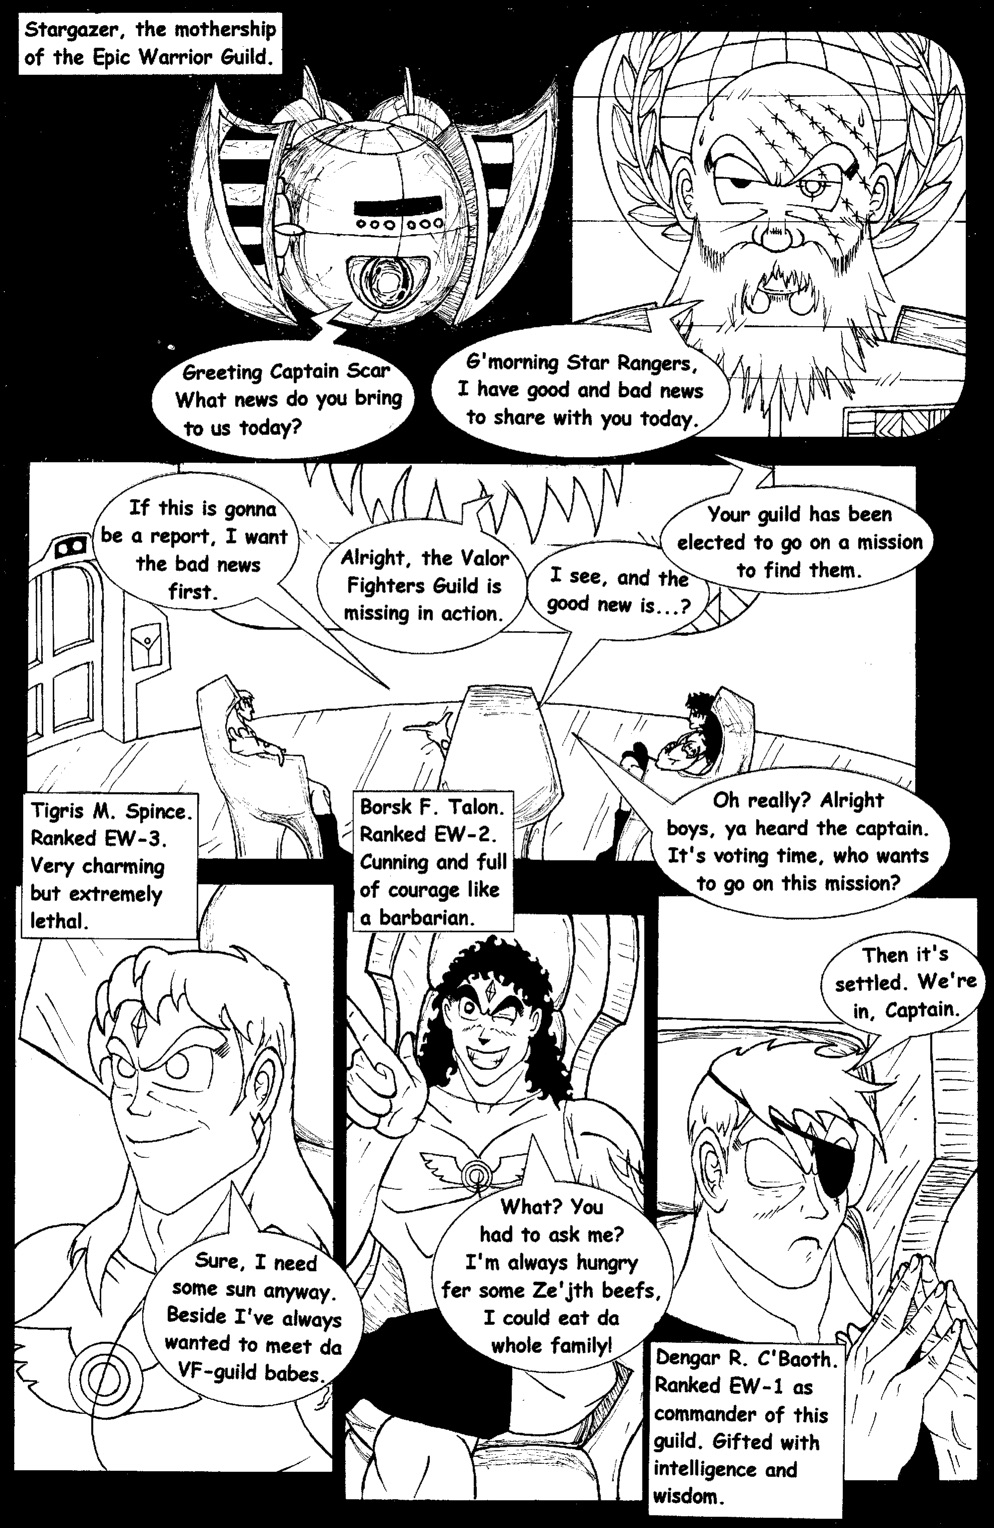 Stargazer, the mothership
of the Epic Warrior Guild.
Greeting Captain Scar
What news do you bring
to us today?
G'morning Star Rangers,
I have good and bad news
to share with you today.
If this is gonna
be a report, I want
the bad news
first.
Alright, the Valor
Fighters Guild is
missing in action.
I see, and the
good new is...?
Your guild has been
elected to go on a mission
to find them.
Oh really? Alright
boys, ya heard the captain.
It's voting time, who wants
to go on this mission?
Tigris M. Spince.
Ranked EW-3.
Very charming
but extremely
lethal.
Sure, I need
some sun anyway.
Beside I've always
wanted to meet da
VF-guild babes.
Borsk F. Talon.
Ranked EW-2.
Cunning and full
of courage like
a barbarian.
What? You
had to ask me?
I'm always hungry
fer some Ze'jth beefs,
I could eat da
whole family!
Then it's
settled. We're
in, Captain.
Dengar R. C'Baoth.
Ranked EW-1 as
commander of this
guild. Gifted with
intelligence and
wisdom.